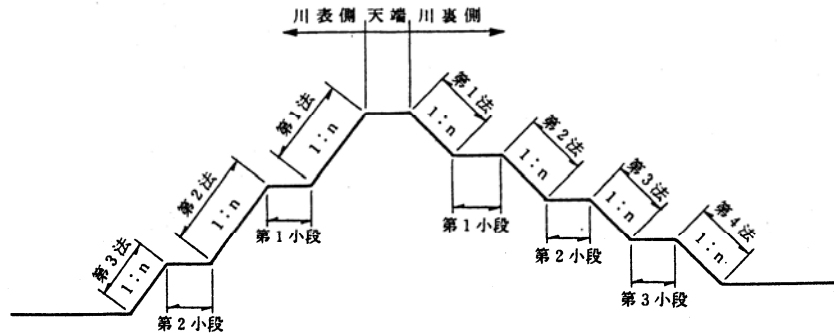 川表側 天端 川裏側
第1法
1:n
第2法
1:n
第3法
1:n
第1小段
第2小段
第1法
1:n
第2法
1:n
第3法
1:n
第4法
1:n
第1小段
第2小段
第3小段